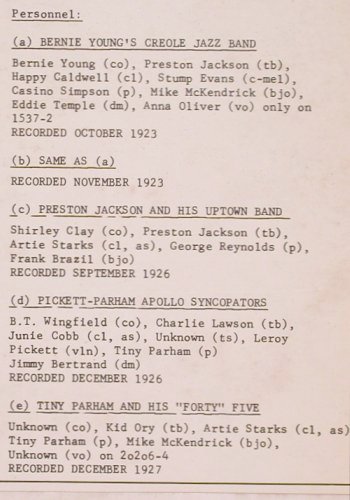 Personnel:
(a) BERNIE YOUNG'S CREOLE JAZZ BAND
Bernie Young (co), Preston Jackson (tb),
Happy Caldwell (cl), Stump Evans (c-mel),
Casino Simpson (p), Mike McKendrick (bjo),
Eddie Temple (dm), Anna Oliver (vo) only on
1537-2
RECORDED OCTOBER 1923
(b) SAME AS (a)
RECORDED NOVEMBER 1923
(c) PRESTON JACKSON AND HIS UPTOWN BAND
Shirley Clay (co), Preston Jackson (tb),
Artie Starks (cl, as), George Reynolds (p),
Frank Brazil (bjo)
RECORDED SEPTEMBER 1926
(d) PICKETT-PARHAM APOLLO SYNCOPATORS
B.T. Wingfield (co), Charlie Lawson (tb),
Junie Cobb (cl, as), Unknown (ts), Leroy
Pickett (vln), Tiny Parham (p)
Jimmy Bertrand (dm)
RECORDED DECEMBER 1926
(e) TINY PARHAM AND HIS "FORTY" FIVE
Unknown (co), Kid Ory (tb), Artie Starks (cl, as)
Tiny Parham (p), Mike McKendrick (bjo),
Unknown (vo) on 2o2o6-4
RECORDED DECEMBER 1927